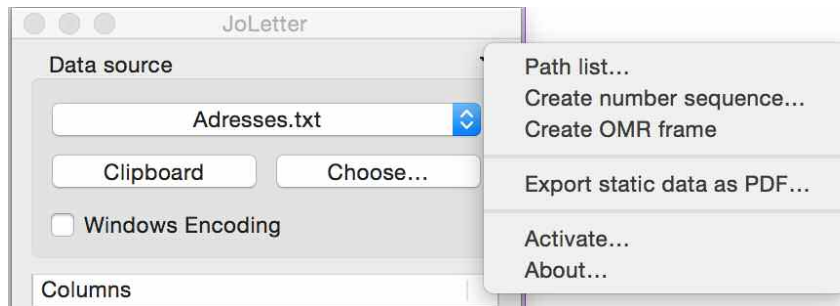 JoLetter
Data source
Adresses.txt
Clipboard
Choose...
Windows Encoding
Columns
Path list...
Create number sequence...
Create OMR frame
Export static data as PDF...
Activate...
About...